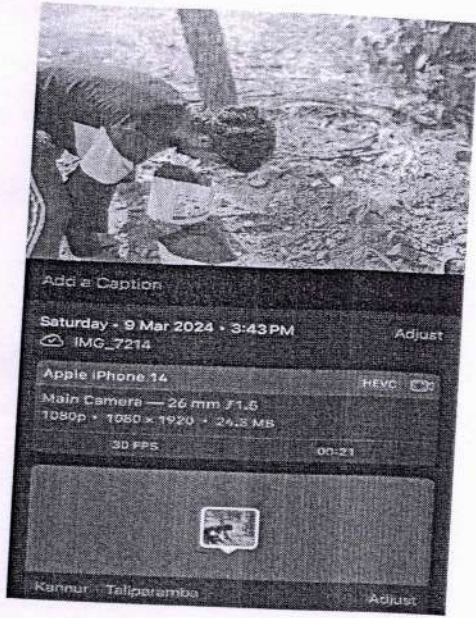 Add a Caption
Saturday • 9 Mar 2024 • 3:43 PM
Adjust
IMG_7214
Apple iPhone 14
HEVC
Main Camera — 26 mm ƒ1.5
1080p • 1080 × 1920 • 24.3 MB
30 FPS
00:21
Kannur Taliparamba
Adjust